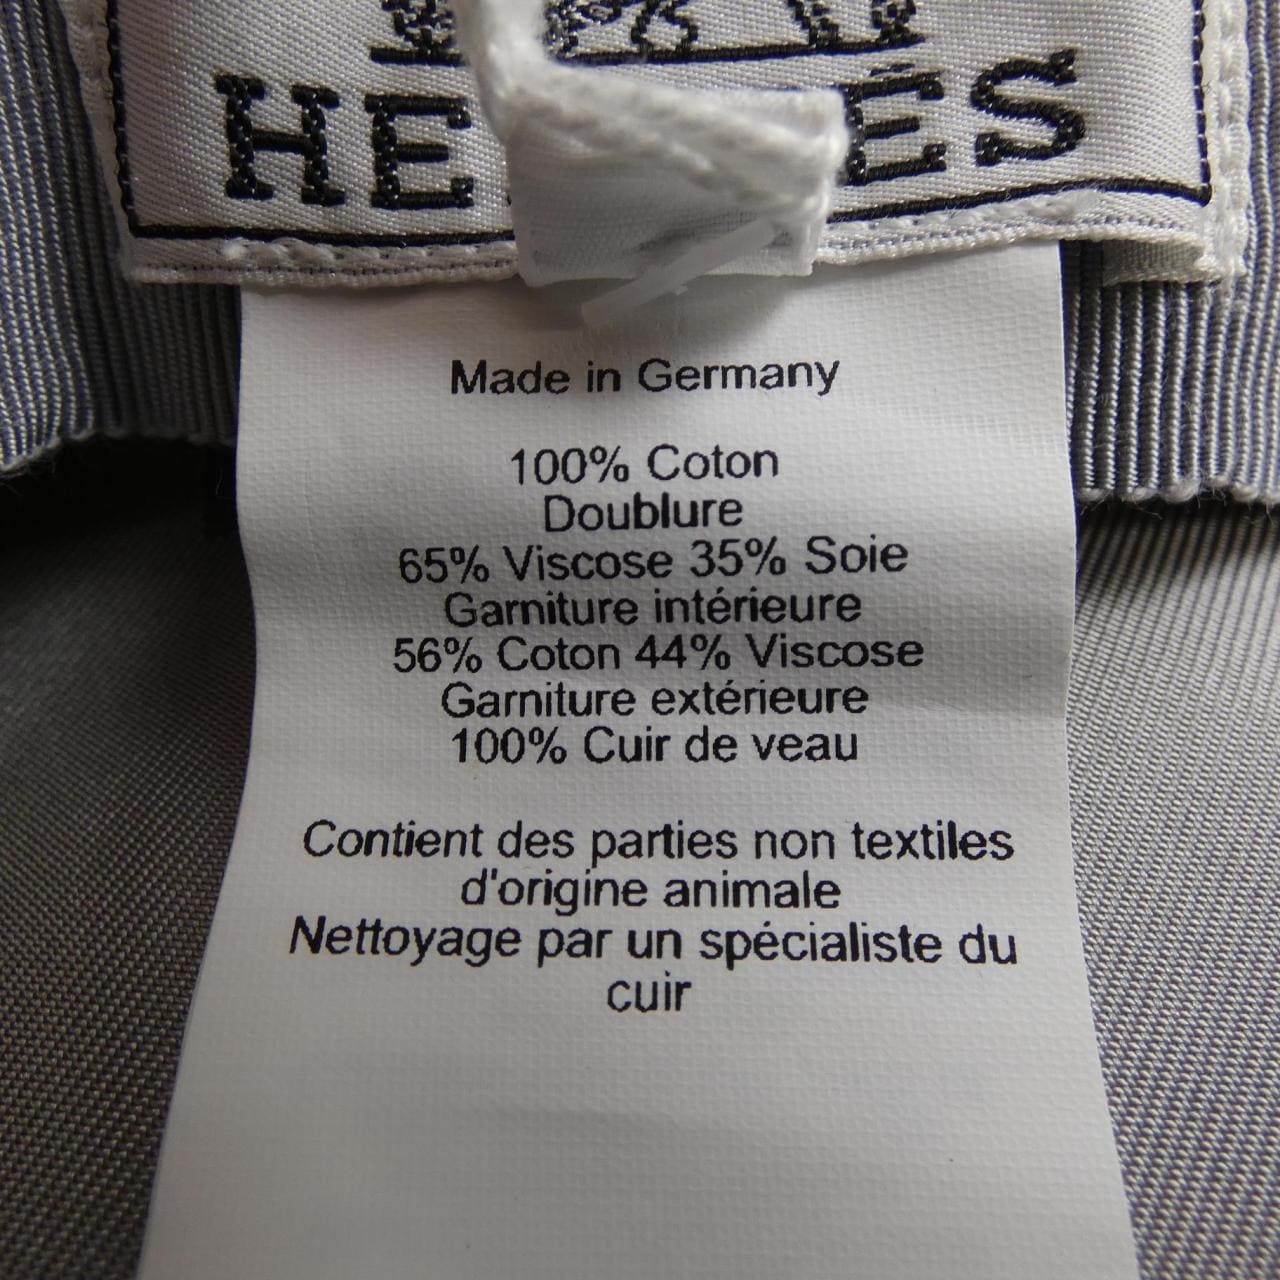 HERMÈS
Made in Germany
100% Coton
Doublure
65% Viscose 35% Soie
Garniture intérieure
56% Coton 44% Viscose
Garniture extérieure
100% Cuir de veau
Contient des parties non textiles
d'origine animale
Nettoyage par un spécialiste du
cuir